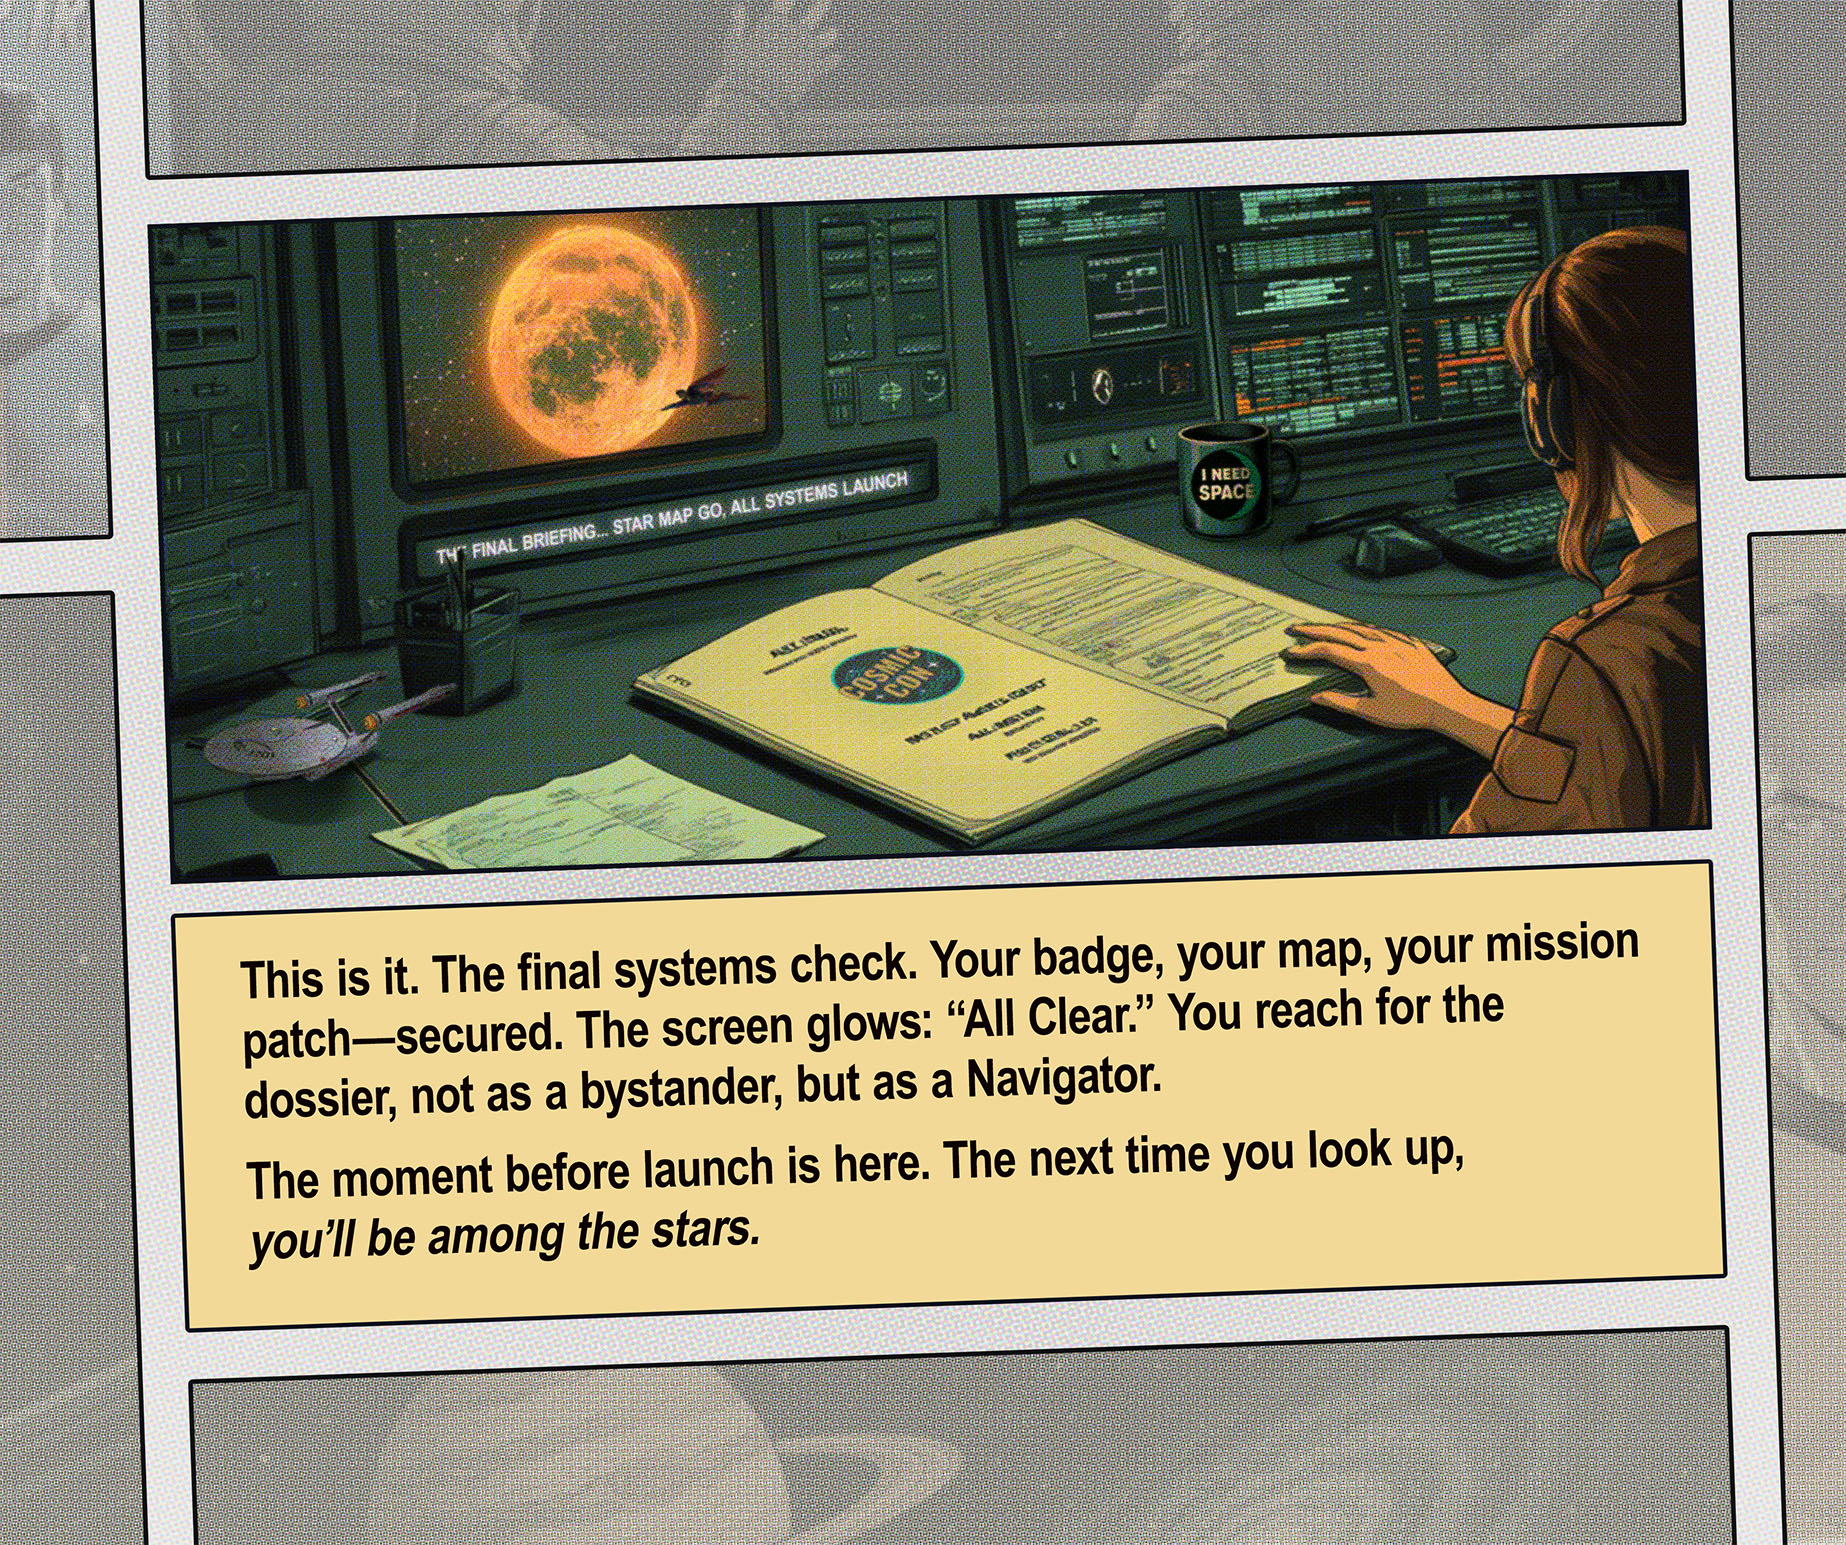 THE FINAL BRIEFING... STAR MAP GO, ALL SYSTEMS LAUNCH
I NEED
SPACE
COSMIC
CON
This is it. The final systems check. Your badge, your map, your mission
patch—secured. The screen glows: “All Clear.” You reach for the
dossier, not as a bystander, but as a Navigator.
The moment before launch is here. The next time you look up,
you’ll be among the stars.